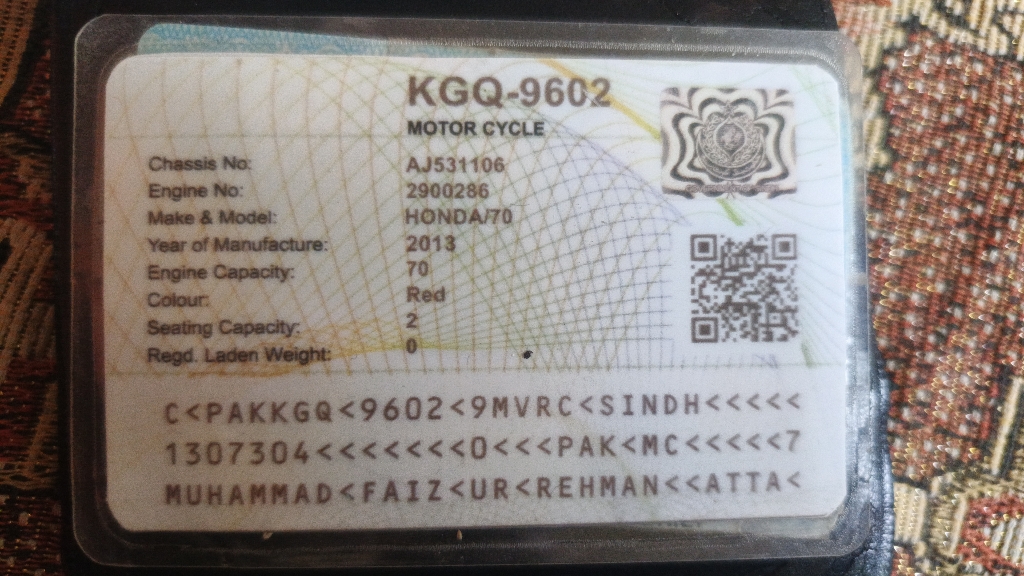 KGQ-9602
MOTOR CYCLE
Chassis No: AJ531106
Engine No: 2900286
Make & Model: HONDA/70
Year of Manufacture: 2013
Engine Capacity: 70
Colour: Red
Seating Capacity: 2
Regd. Laden Weight: 0
C<PAKKGQ<9602<9MVRC<SINDH<<<<<
1307304<<<<<<<0<<<PAK<MC<<<<<7
MUHAMMAD<FAIZ<UR<REHMAN<<ATTA<